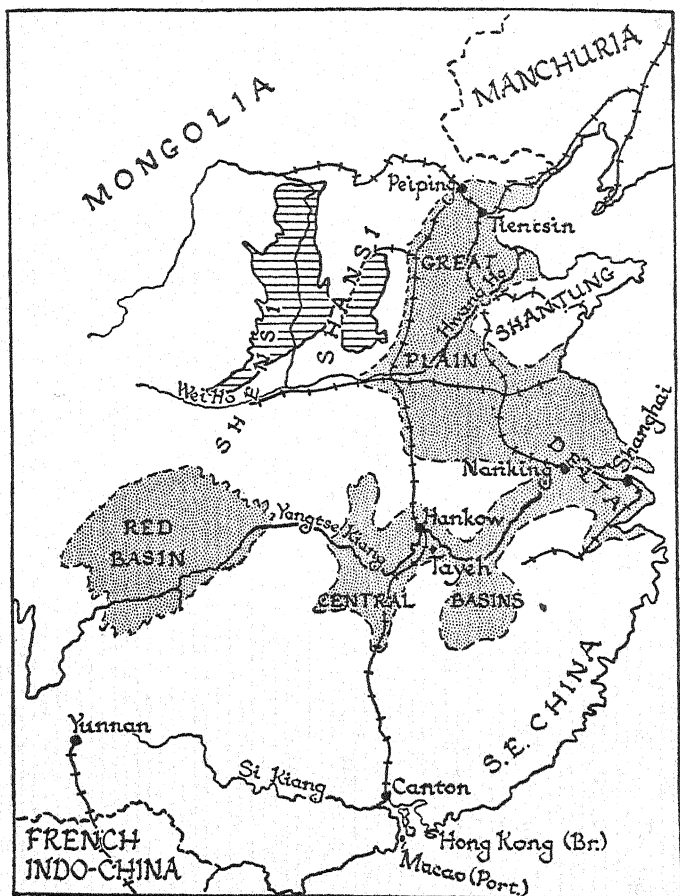 MONGOLIA
MANCHURIA
Peiping
Tientsin
GREAT
PLAIN
Hwang Ho
SHANTUNG
SHANSI
SHENSI
Wei Ho
Nanking
DELTA
Shanghai
RED
BASIN
Yangtse Kiang
Hankow
Tayeh
CENTRAL
BASINS
S.E. CHINA
Yunnan
Si Kiang
Canton
Hong Kong (Br.)
Macao (Port.)
FRENCH
INDO-CHINA